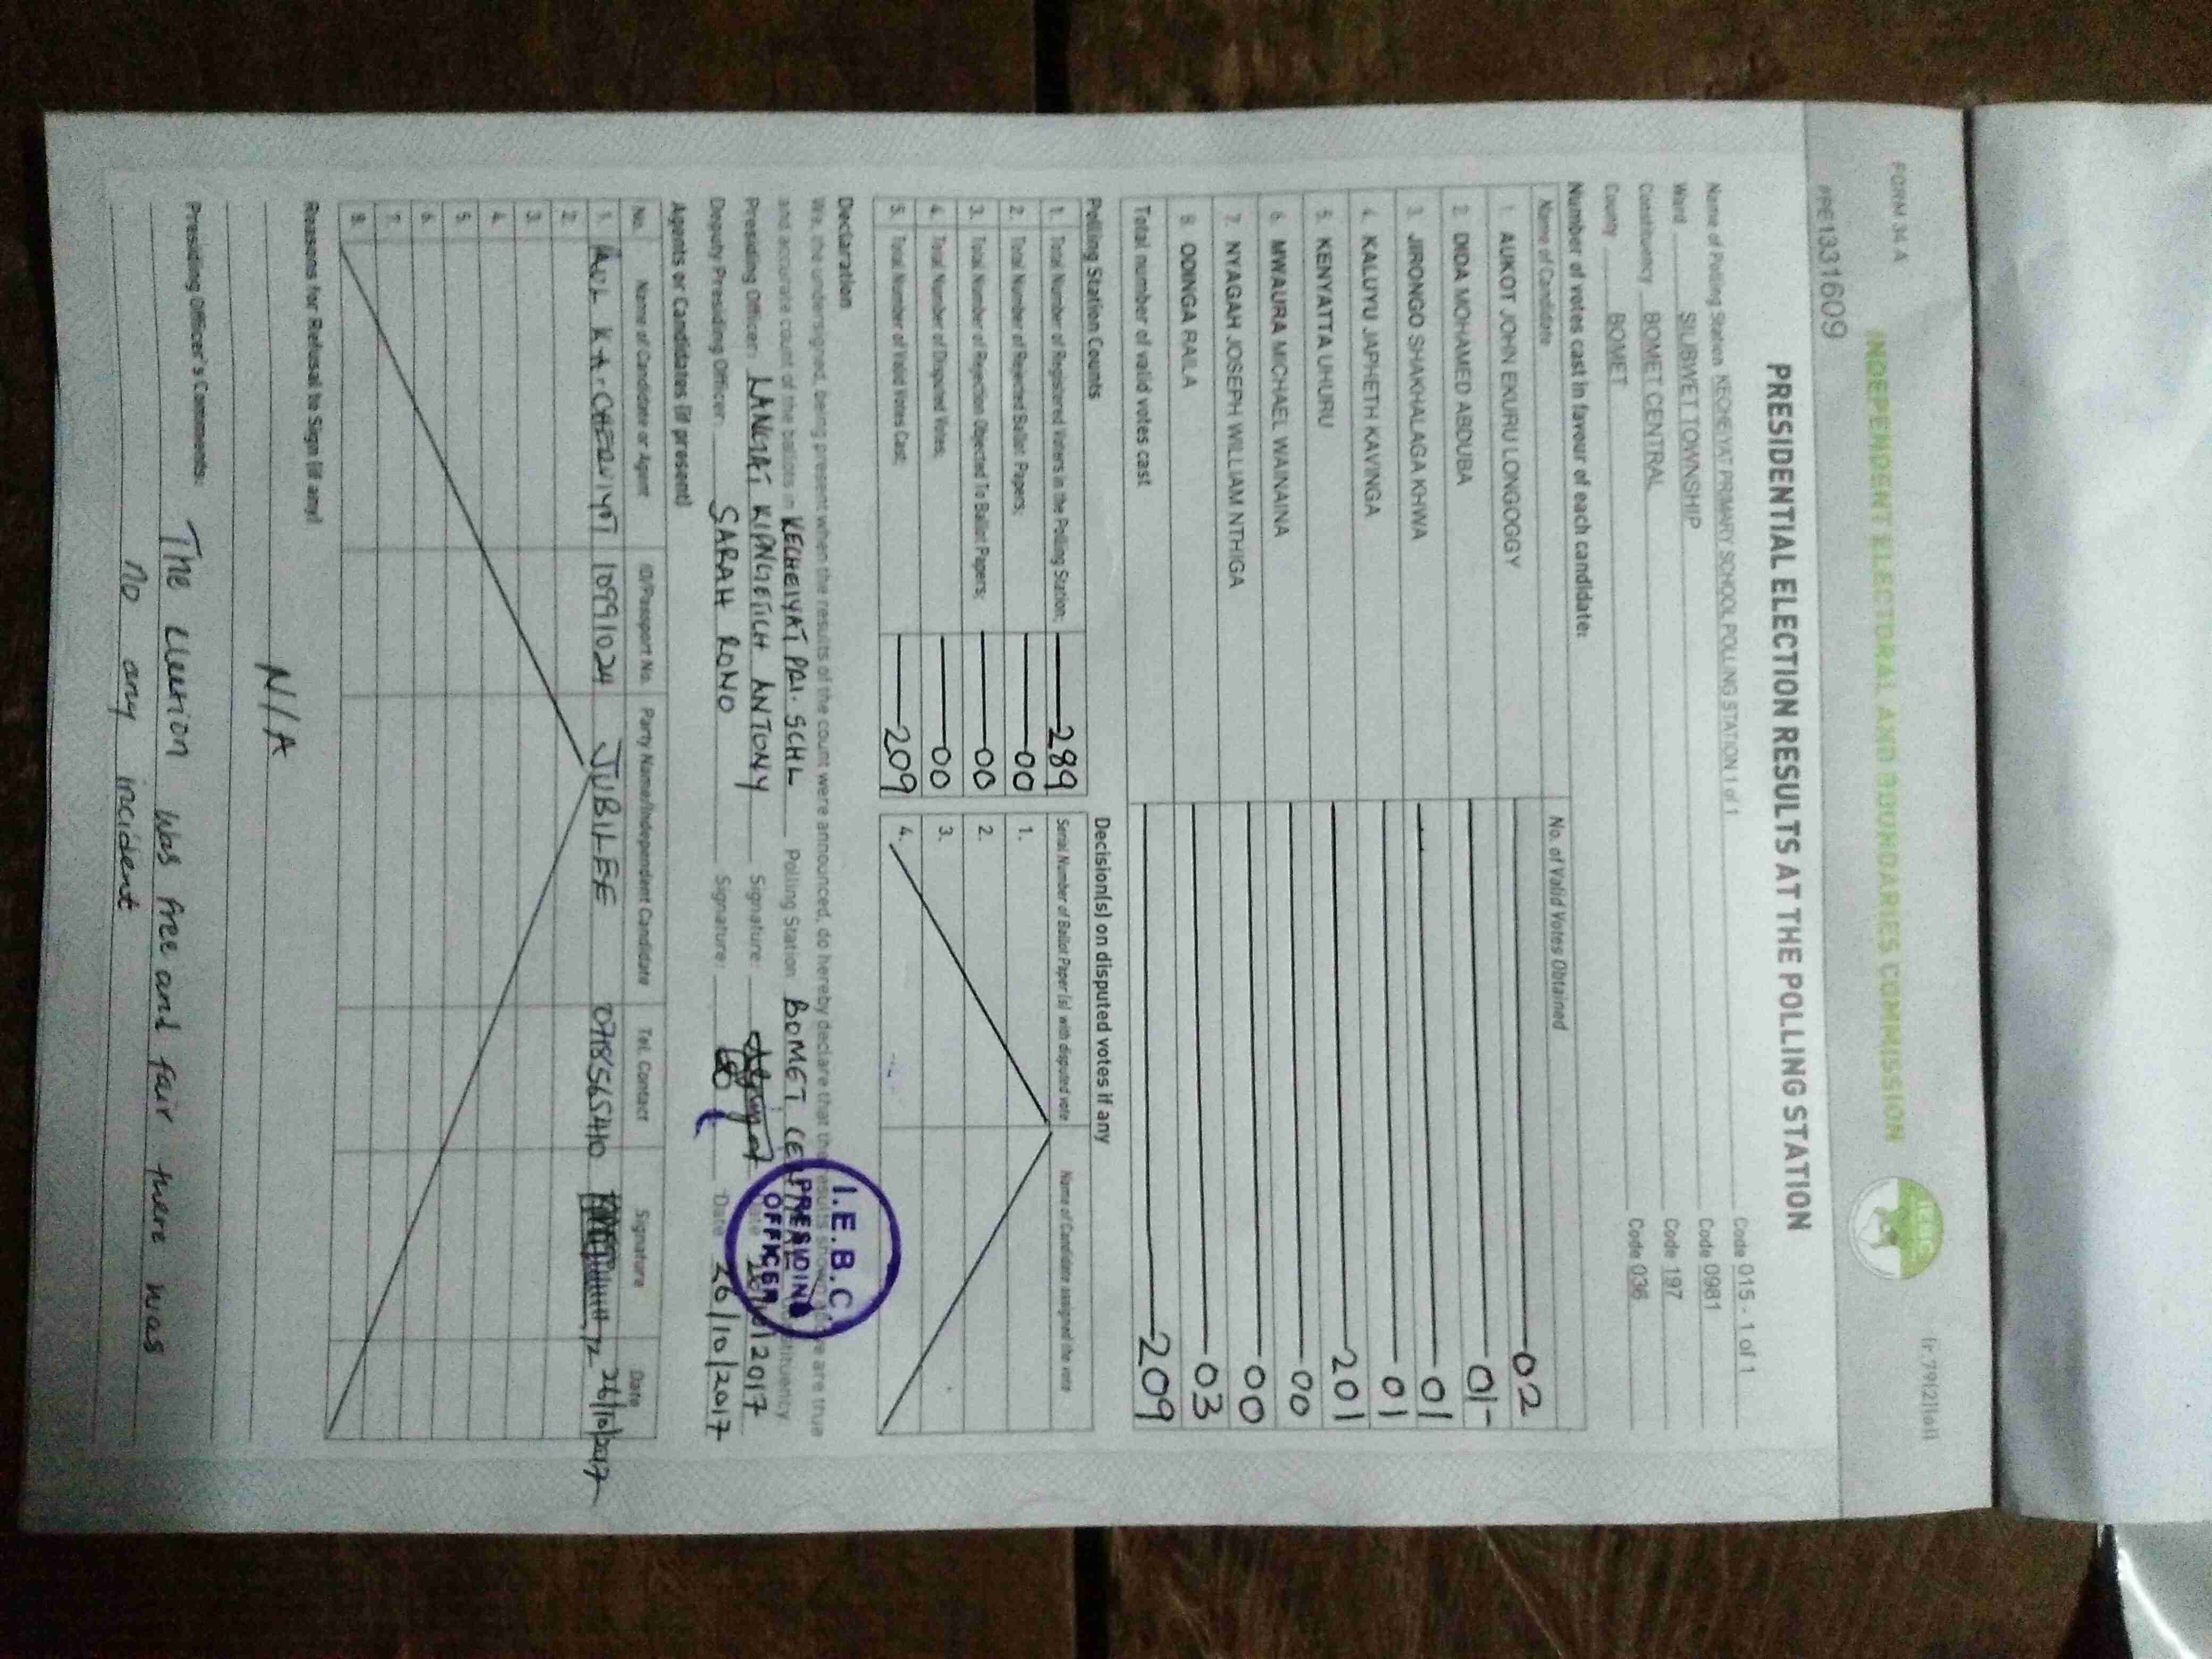 FORM 34 A
PRE1331609
INDEPENDENT ELECTORAL AND BOUNDARIES COMMISSION
IEBC
PRESIDENTIAL ELECTION RESULTS AT THE POLLING STATION
Name of Polling Station KECHEIYAT PRIMARY SCHOOL POLLING STATION 1 of 1 Code 015 - 1 of 1
Ward SILIBWET TOWNSHIP Code 0981
Constituency BOMET CENTRAL Code 197
County BOMET Code 036
Number of votes cast in favour of each candidate:
Name of Candidate No. of Valid Votes Obtained
1. AUKOT JOHN EKURU LONGOGGY 02
2. DIDA MOHAMED ABDUBA 01-
3. JIRONGO SHAKHALAGA KHWA 01
4. KALUYU JAPHETH KAVINGA 01
5. KENYATTA UHURU 201
6. MWAURA MICHAEL WAINAINA 00
7. NYAGAH JOSEPH WILLIAM NTHIGA 00
8. ODINGA RAILA 03
Total number of valid votes cast 209
Polling Station Counts
1. Total Number of Registered Voters in the Polling Station; 289
2. Total Number of Rejected Ballot Papers; 00
3. Total Number of Rejection Objected To Ballot Papers; 00
4. Total Number of Disputed Votes; 00
5. Total Number of Valid Votes Cast; 209
Decision(s) on disputed votes if any
Serial Number of Ballot Paper(s) with disputed vote Name of Candidate assigned the vote
1.
2.
3.
4.
Declaration
We, the undersigned, being present when the results of the count were announced, do hereby declare that the results shown above are true
and accurate count of the ballots in KECHEIYAT PRI. SCHL Polling Station BOMET CENTRAL Constituency
Presiding Officer: LANGAT KIPNGETICH ANTONY Signature: Date 26/10/2017
Deputy Presiding Officer: SARAH RONO Signature: Date 26/10/2017
I.E.B.C
PRESIDING
OFFICER
Agents or Candidates (if present)
No. Name of Candidate or Agent ID/Passport No. Party Name/Independent Candidate Tel. Contact Signature Date
1. 10991024 JUBILEE 0718565410 26/10/2017
2.
3.
4.
5.
6.
7.
8.
Reasons for Refusal to Sign (if any)
N/A
Presiding Officer's Comments: The election was free and fair there was
no any incident